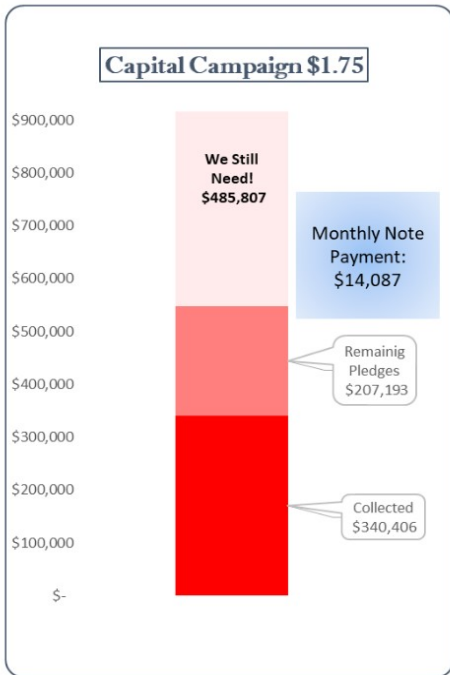 Capital Campaign $1.75
$900,000
$800,000
$700,000
$600,000
$500,000
$400,000
$300,000
$200,000
$100,000
$-
We Still
Need!
$485,807
Monthly Note
Payment:
$14,087
Remainig
Pledges
$207,193
Collected
$340,406